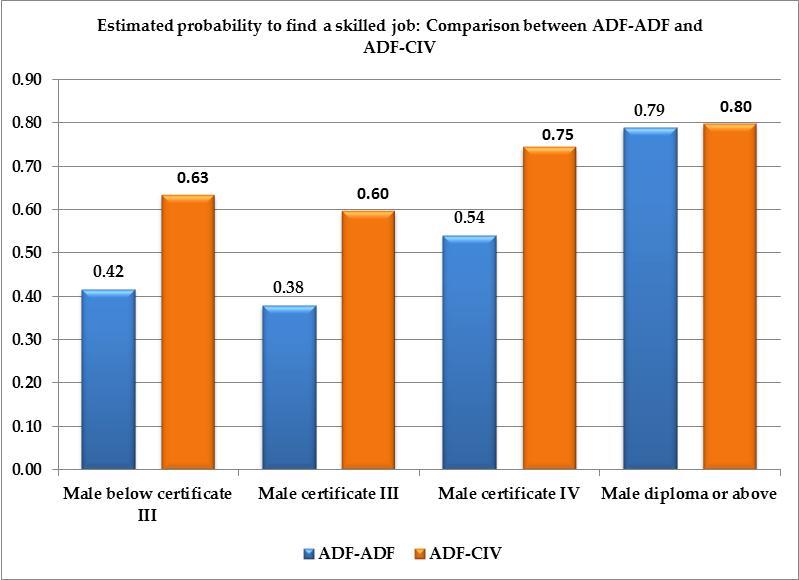 Estimated probability to find a skilled job: Comparison between ADF-ADF and
ADF-CIV
0.90
0.80
0.70
0.60
0.50
0.40
0.30
0.20
0.10
0.00
0.42
0.63
0.38
0.60
0.54
0.75
0.79
0.80
Male below certificate
III
Male certificate III
Male certificate IV
Male diploma or above
ADF-ADF
ADF-CIV